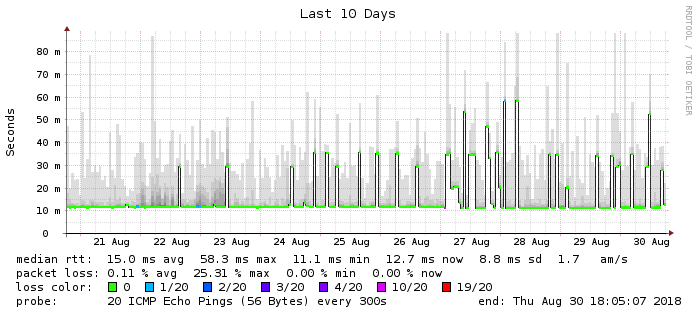 Last 10 Days
RRDTOOL / TOBI OETIKER
Seconds
80 m
70 m
60 m
50 m
40 m
30 m
20 m
10 m
0
21 Aug 22 Aug 23 Aug 24 Aug 25 Aug 26 Aug 27 Aug 28 Aug 29 Aug 30 Aug
median rtt: 15.0 ms avg 58.3 ms max 11.1 ms min 12.7 ms now 8.8 ms sd 1.7 am/s
packet loss: 0.11 % avg 25.31 % max 0.00 % min 0.00 % now
loss color: 0 1/20 2/20 3/20 4/20 10/20 19/20
probe: 20 ICMP Echo Pings (56 Bytes) every 300s end: Thu Aug 30 18:05:07 2018